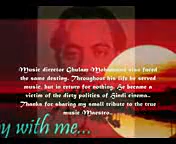 Music director Ghulam Mohammed also faced
the same destiny. Throughout his life he served
music, but in return for nothing. He became a
victim of the dirty politics of Hindi cinema..
Thanks for sharing my small tribute to the true
music Maestro.
y with me...